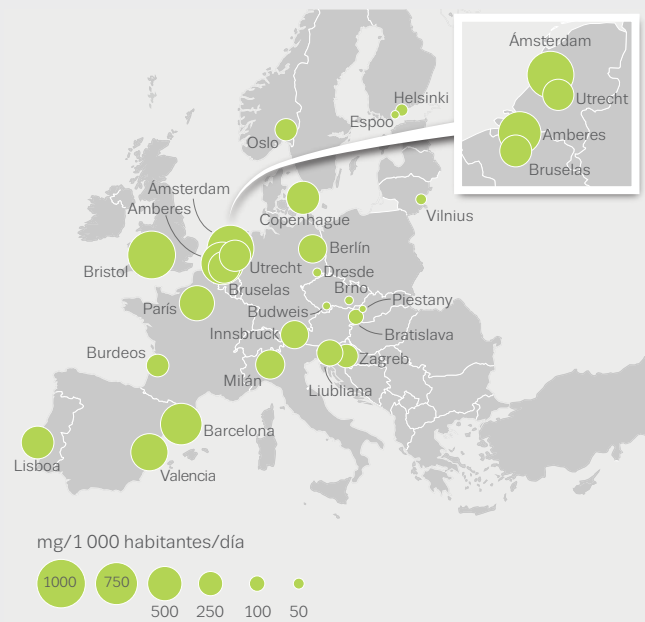 Ámsterdam
Utrecht
Amberes
Bruselas
Helsinki
Espoo
Oslo
Ámsterdam
Amberes
Copenhague
Vilnius
Bristol
Utrecht
Berlín
Bruselas
Dresde
Brno
París
Budweis
Piestany
Innsbruck
Bratislava
Burdeos
Zagreb
Milán
Liubliana
Barcelona
Lisboa
Valencia
mg/1 000 habitantes/día
1000 750
500 250 100 50